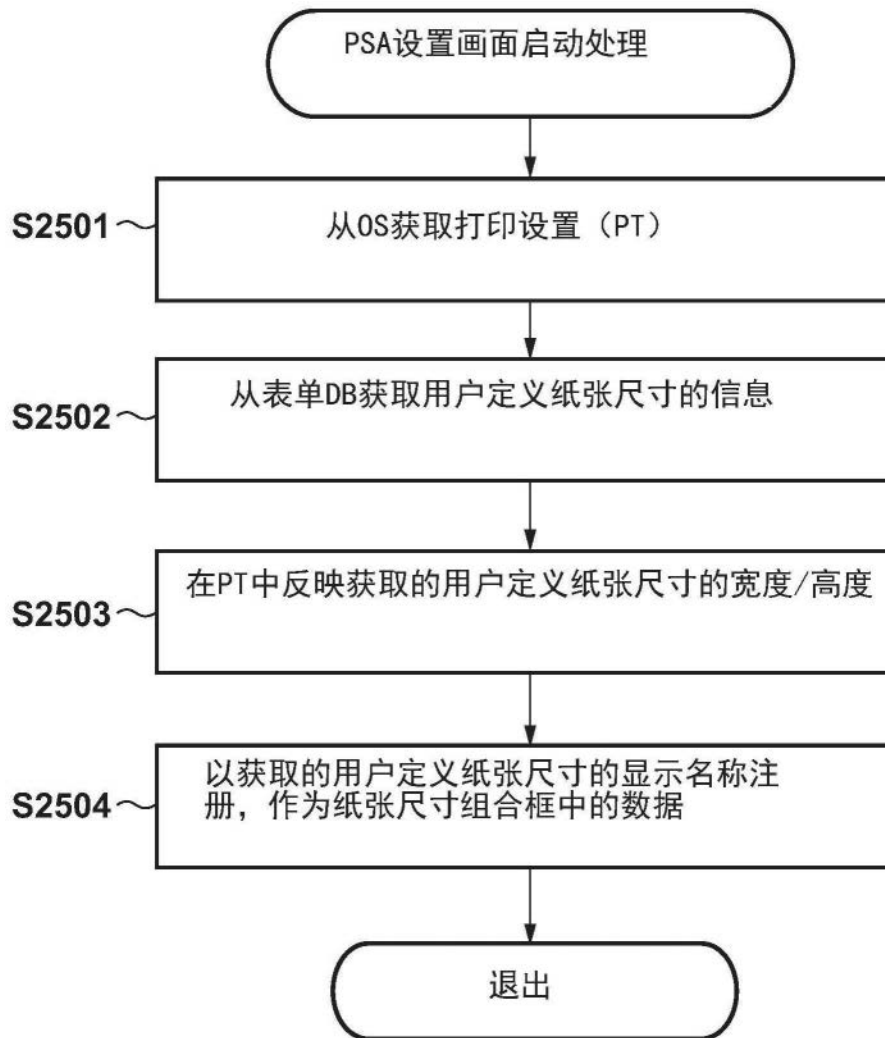 PSA设置画面启动处理
S2501
从OS获取打印设置（PT）
S2502
从表单DB获取用户定义纸张尺寸的信息
S2503
在PT中反映获取的用户定义纸张尺寸的宽度/高度
S2504
以获取的用户定义纸张尺寸的显示名称注
册，作为纸张尺寸组合框中的数据
退出